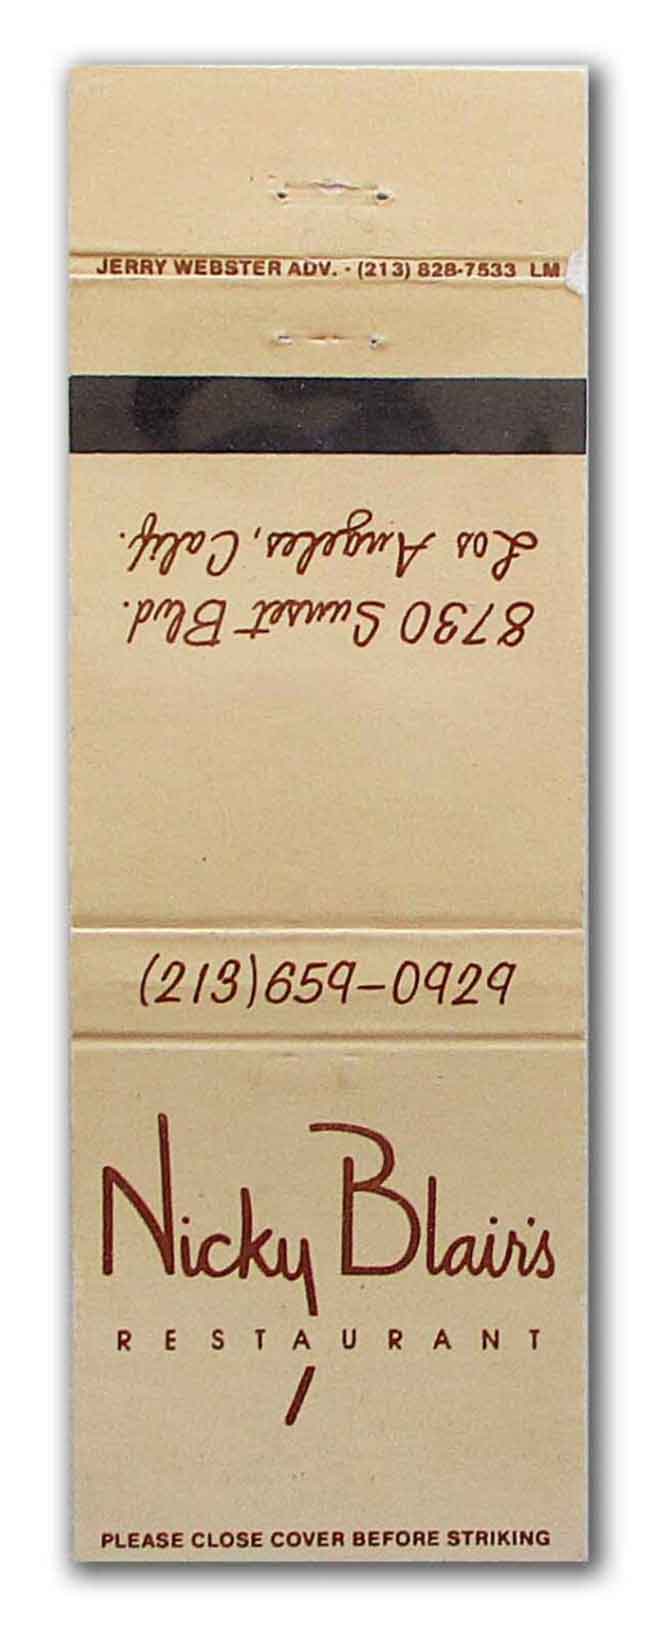 JERRY WEBSTER ADV. · (213) 828-7533 LM
8730 Sunset Blvd.
Los Angeles, Calif.
(213)659-0929
Nicky Blair's
RESTAURANT
PLEASE CLOSE COVER BEFORE STRIKING